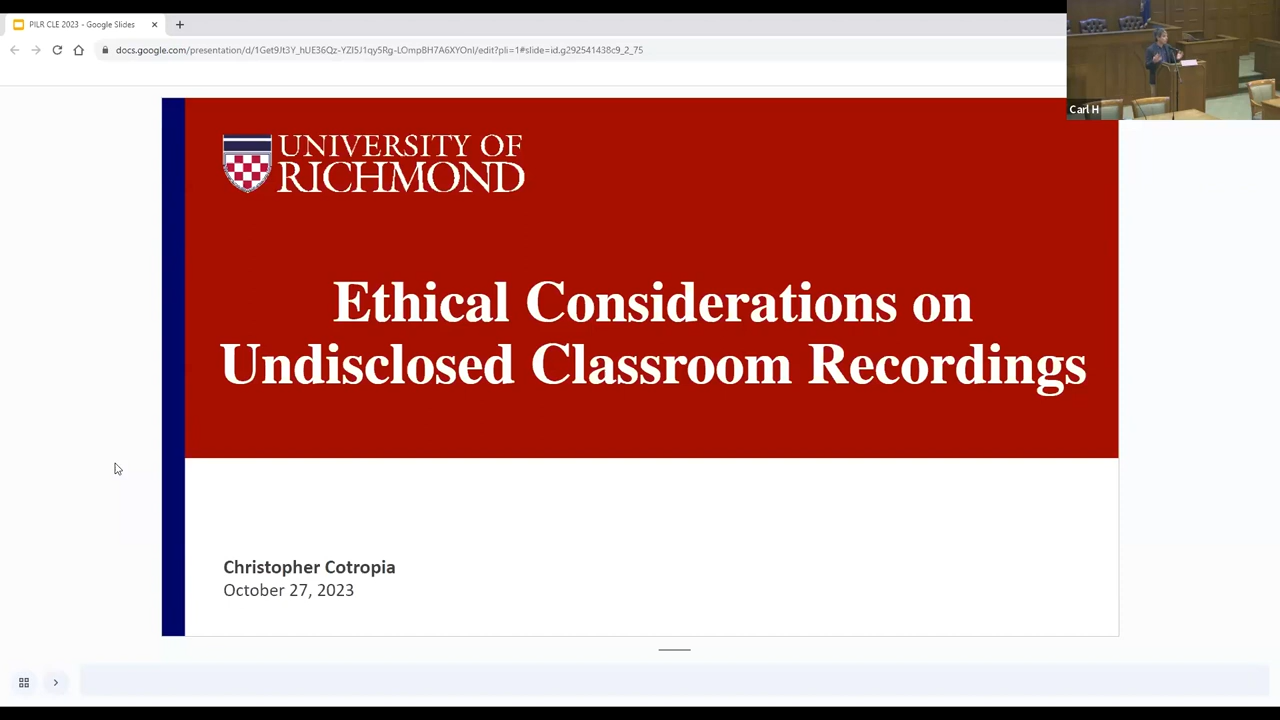 PILR CLE 2023 - Google Slides
docs.google.com/presentation/d/1Get9Jt3Y_hUE36Qz-YZI5J1qy5Rg-LOmpBH7A6XYOnI/edit?pli=1#slide=id.g292541438c9_2_75
Carl H
UNIVERSITY OF
RICHMOND
Ethical Considerations on
Undisclosed Classroom Recordings
Christopher Cotropia
October 27, 2023